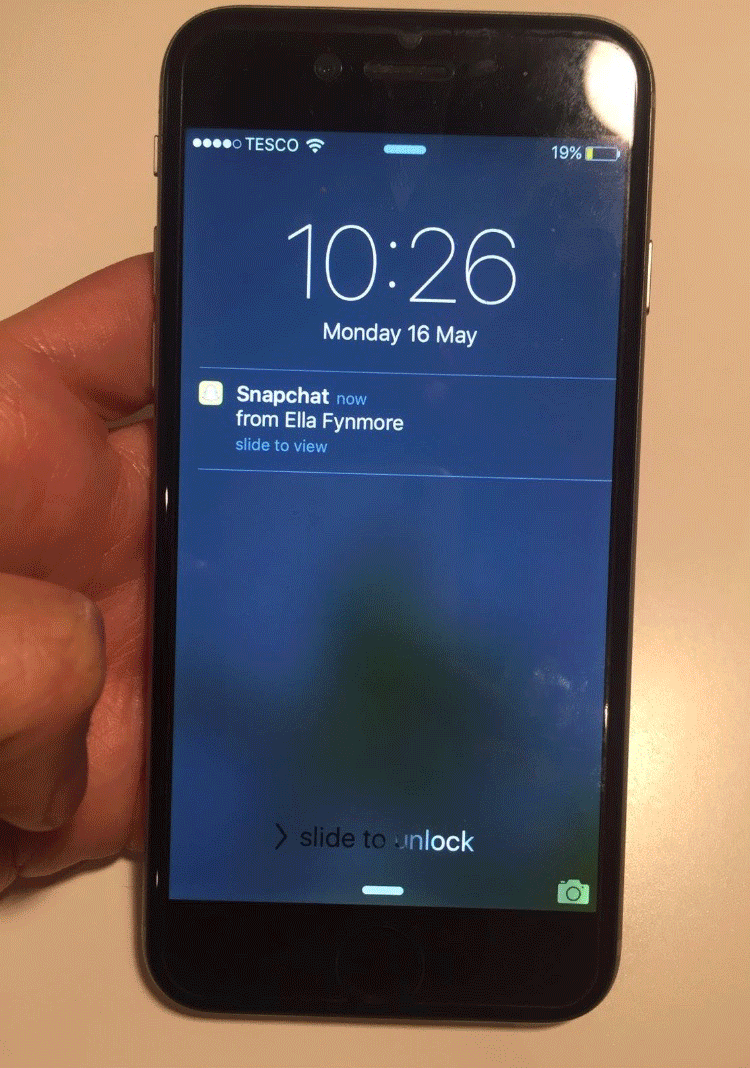 TESCO 19%
10:26
Monday 16 May
Snapchat now
from Ella Fynmore
slide to view
> slide to unlock